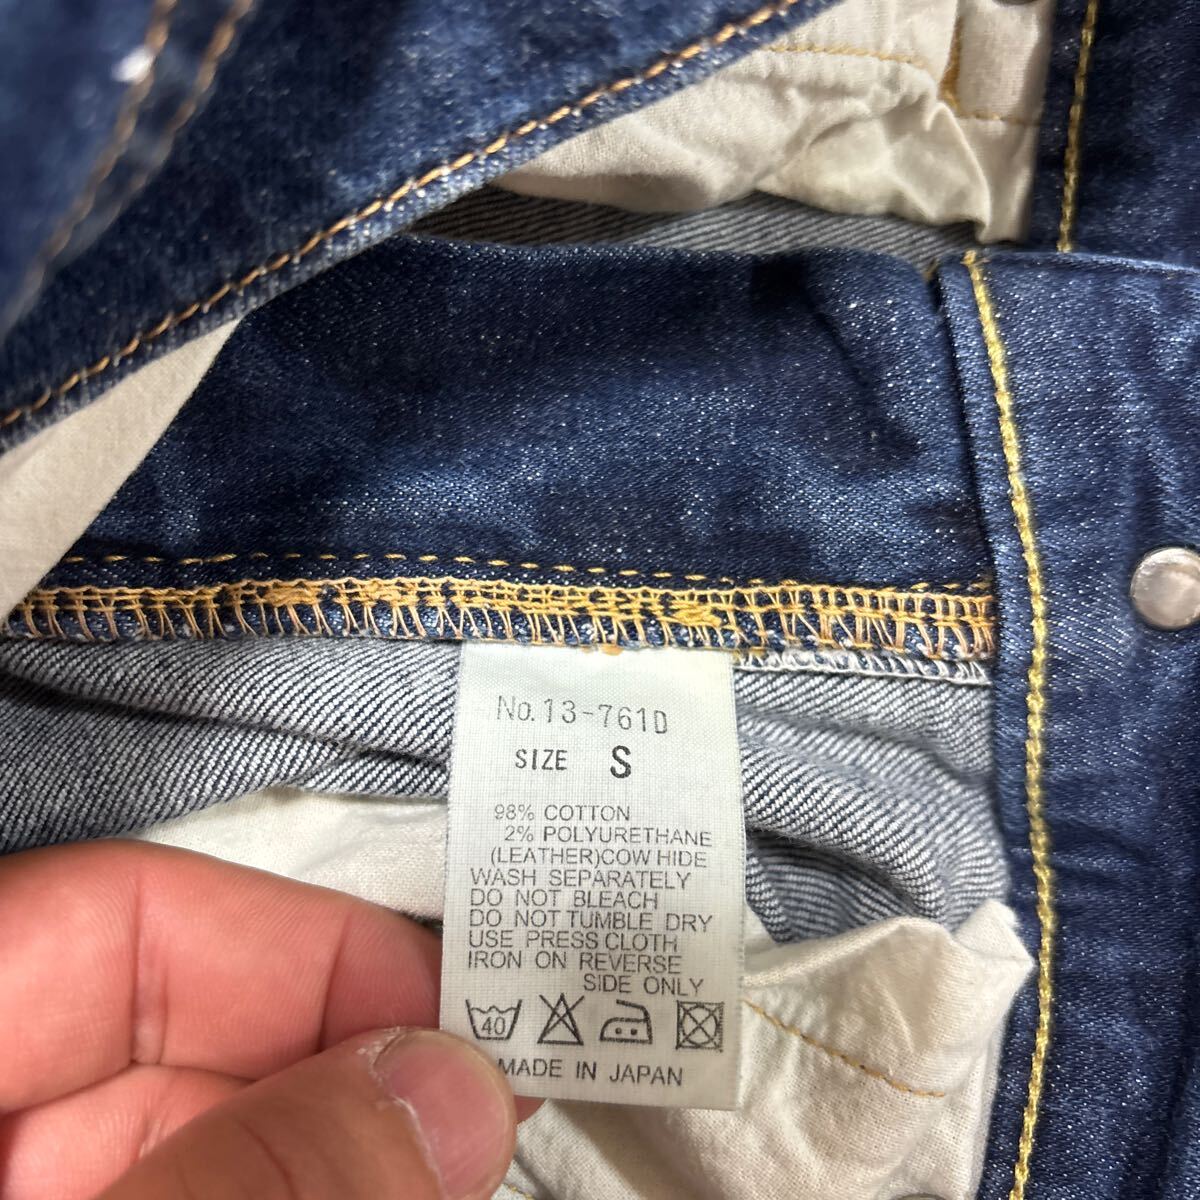 No.13-761D
SIZE S
98% COTTON
2% POLYURETHANE
(LEATHER)COW HIDE
WASH SEPARATELY
DO NOT BLEACH
DO NOT TUMBLE DRY
USE PRESS CLOTH
IRON ON REVERSE
SIDE ONLY
40
MADE IN JAPAN